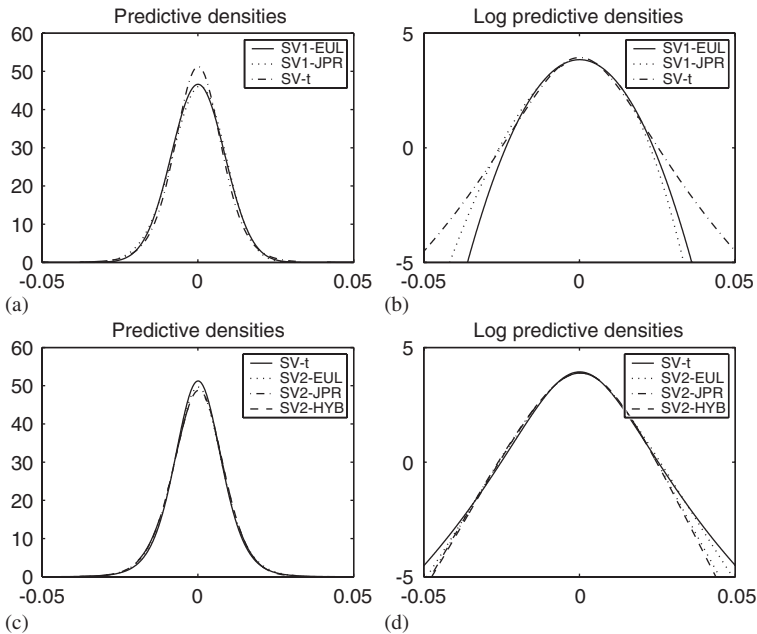 Predictive densities
60
50
40
30
20
10
0
-0.05
0
0.05
SV1-EUL
SV1-JPR
SV-t
(a)
Log predictive densities
5
0
-5
-0.05
0
0.05
SV1-EUL
SV1-JPR
SV-t
(b)
Predictive densities
60
50
40
30
20
10
0
-0.05
0
0.05
SV-t
SV2-EUL
SV2-JPR
SV2-HYB
(c)
Log predictive densities
5
0
-5
-0.05
0
0.05
SV-t
SV2-EUL
SV2-JPR
SV2-HYB
(d)